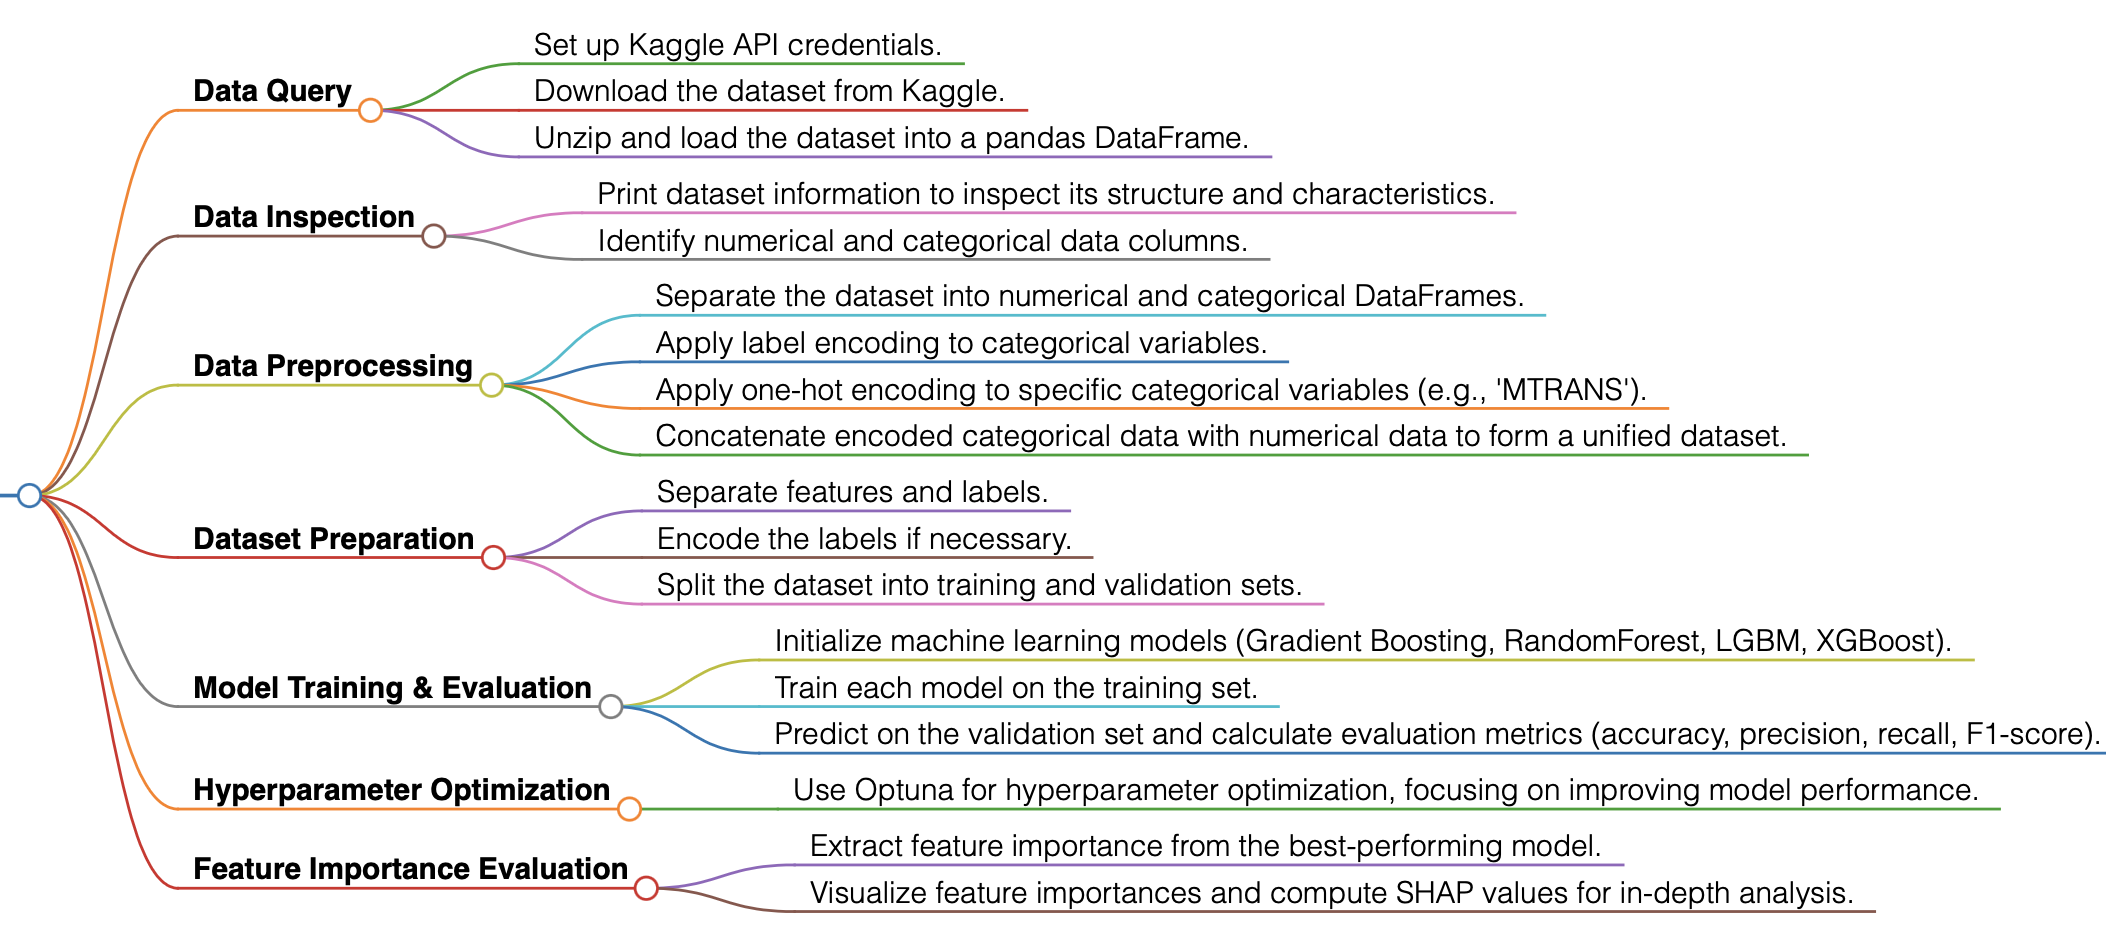 Data Query
Set up Kaggle API credentials.
Download the dataset from Kaggle.
Unzip and load the dataset into a pandas DataFrame.
Data Inspection
Print dataset information to inspect its structure and characteristics.
Identify numerical and categorical data columns.
Data Preprocessing
Separate the dataset into numerical and categorical DataFrames.
Apply label encoding to categorical variables.
Apply one-hot encoding to specific categorical variables (e.g., 'MTRANS').
Concatenate encoded categorical data with numerical data to form a unified dataset.
Dataset Preparation
Separate features and labels.
Encode the labels if necessary.
Split the dataset into training and validation sets.
Model Training & Evaluation
Initialize machine learning models (Gradient Boosting, RandomForest, LGBM, XGBoost).
Train each model on the training set.
Predict on the validation set and calculate evaluation metrics (accuracy, precision, recall, F1-score).
Hyperparameter Optimization
Use Optuna for hyperparameter optimization, focusing on improving model performance.
Feature Importance Evaluation
Extract feature importance from the best-performing model.
Visualize feature importances and compute SHAP values for in-depth analysis.